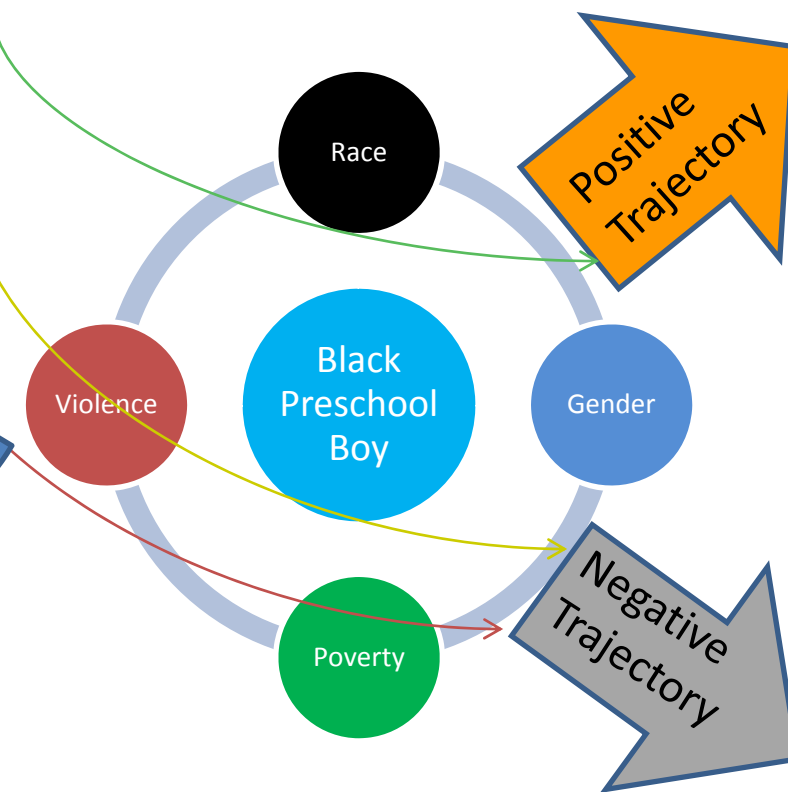 Positive
Trajectory
Race
Violence
Black
Preschool
Boy
Gender
Negative
Trajectory
Poverty